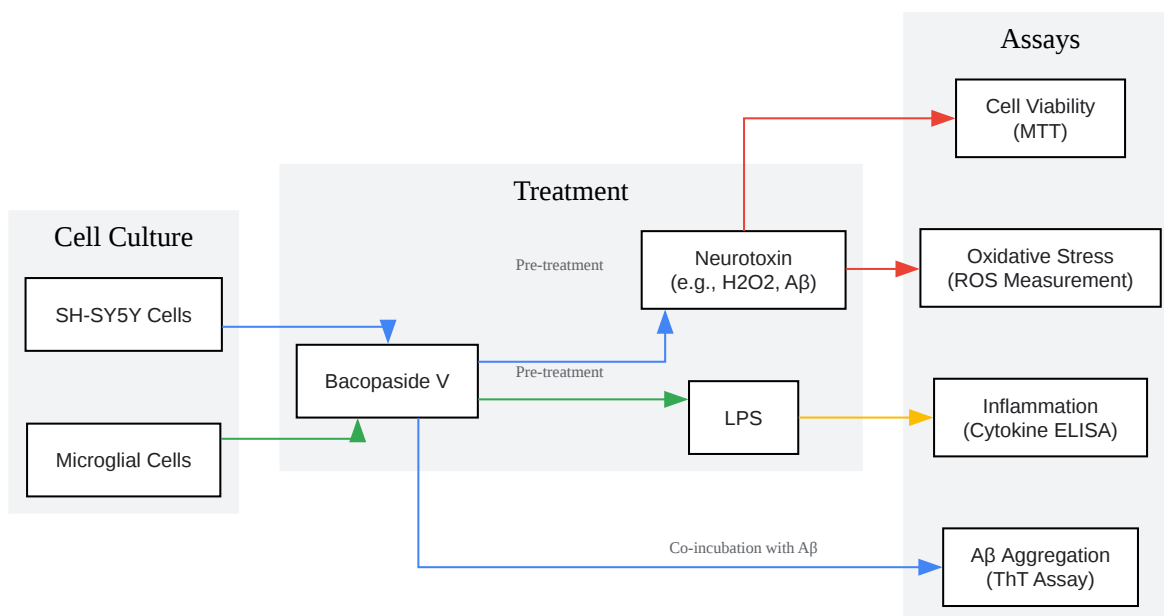 Cell Culture
SH-SY5Y Cells
Microglial Cells
Treatment
Bacopaside V
Pre-treatment
Neurotoxin
(e.g., H2O2, Aβ)
Pre-treatment
LPS
Co-incubation with Aβ
Assays
Cell Viability
(MTT)
Oxidative Stress
(ROS Measurement)
Inflammation
(Cytokine ELISA)
Aβ Aggregation
(ThT Assay)